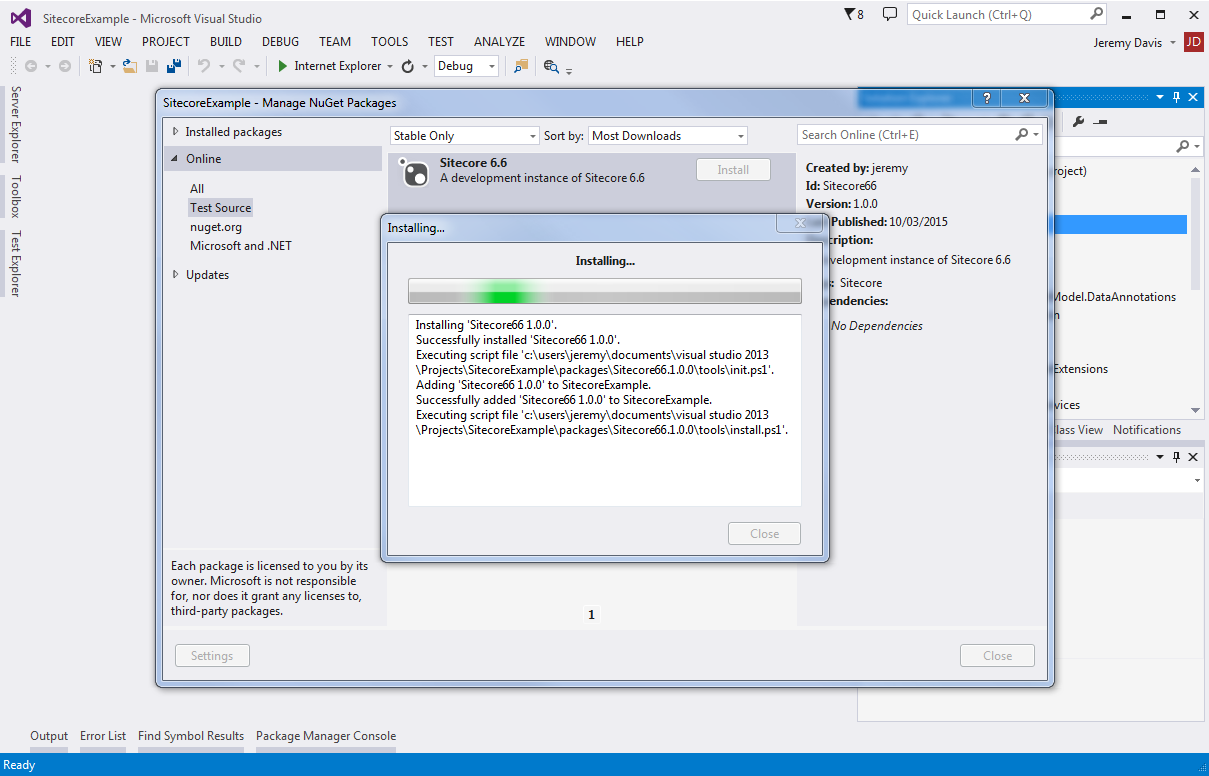 SitecoreExample - Microsoft Visual Studio
8
Quick Launch (Ctrl+Q)
FILE EDIT VIEW PROJECT BUILD DEBUG TEAM TOOLS TEST ANALYZE WINDOW HELP
Jeremy Davis
JD
Internet Explorer
Debug
Server Explorer
Toolbox
Test Explorer
SitecoreExample - Manage NuGet Packages
?
Installed packages
Online
All
Test Source
nuget.org
Microsoft and .NET
Updates
Stable Only
Sort by: Most Downloads
Search Online (Ctrl+E)
Sitecore 6.6
A development instance of Sitecore 6.6
Install
Created by: jeremy
Id: Sitecore66
Version: 1.0.0
Published: 10/03/2015
cription:
velopment instance of Sitecore 6.6
s: Sitecore
endencies:
No Dependencies
Installing...
Installing...
Installing 'Sitecore66 1.0.0'.
Successfully installed 'Sitecore66 1.0.0'.
Executing script file 'c:\users\jeremy\documents\visual studio 2013
\Projects\SitecoreExample\packages\Sitecore66.1.0.0\tools\init.ps1'.
Adding 'Sitecore66 1.0.0' to SitecoreExample.
Successfully added 'Sitecore66 1.0.0' to SitecoreExample.
Executing script file 'c:\users\jeremy\documents\visual studio 2013
\Projects\SitecoreExample\packages\Sitecore66.1.0.0\tools\install.ps1'.
Close
Each package is licensed to you by its
owner. Microsoft is not responsible
for, nor does it grant any licenses to,
third-party packages.
1
Settings
Close
roject)
Model.DataAnnotations
n
Extensions
vices
lass View Notifications
Output Error List Find Symbol Results Package Manager Console
Ready